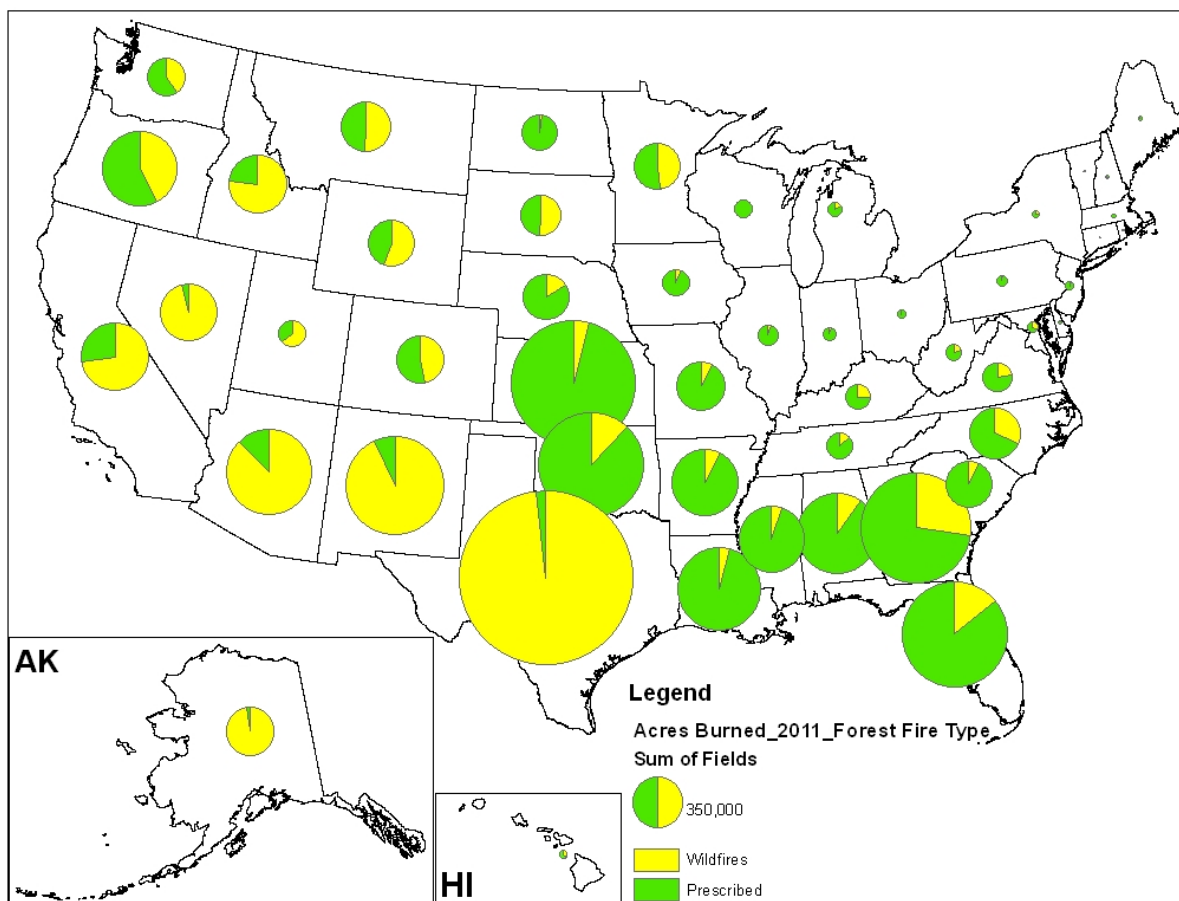 AK
HI
Legend
Acres Burned_2011_Forest Fire Type
Sum of Fields
350,000
Wildfires
Prescribed